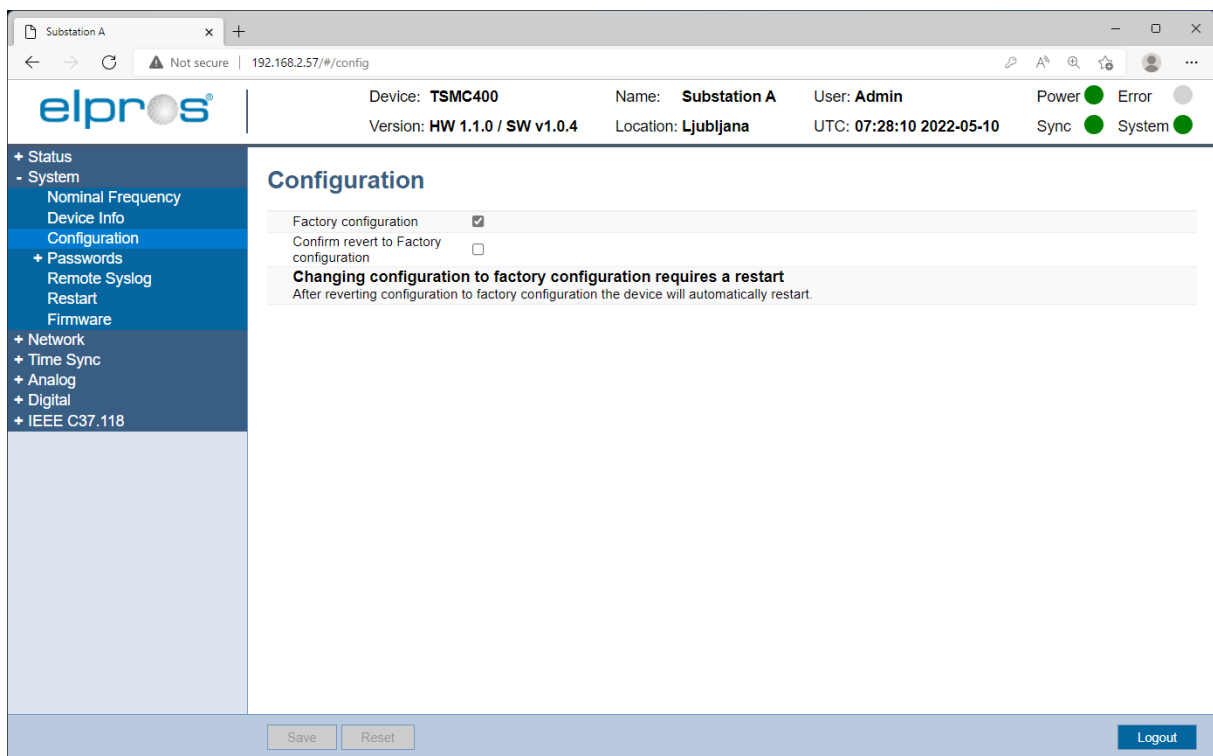 Substation A
Not secure | 192.168.2.57/#/config
elpros®
Device: TSMC400 Name: Substation A User: Admin Power Error
Version: HW 1.1.0 / SW v1.0.4 Location: Ljubljana UTC: 07:28:10 2022-05-10 Sync System
+ Status
- System
Nominal Frequency
Device Info
Configuration
+ Passwords
Remote Syslog
Restart
Firmware
+ Network
+ Time Sync
+ Analog
+ Digital
+ IEEE C37.118
Configuration
Factory configuration
Confirm revert to Factory
configuration
Changing configuration to factory configuration requires a restart
After reverting configuration to factory configuration the device will automatically restart.
Save Reset Logout